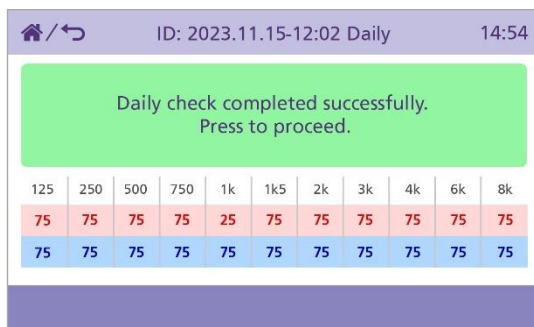 / ID: 2023.11.15-12:02 Daily 14:54
Daily check completed successfully.
Press to proceed.
125 250 500 750 1k 1k5 2k 3k 4k 6k 8k
75 75 75 75 25 75 75 75 75 75 75
75 75 75 75 75 75 75 75 75 75 75